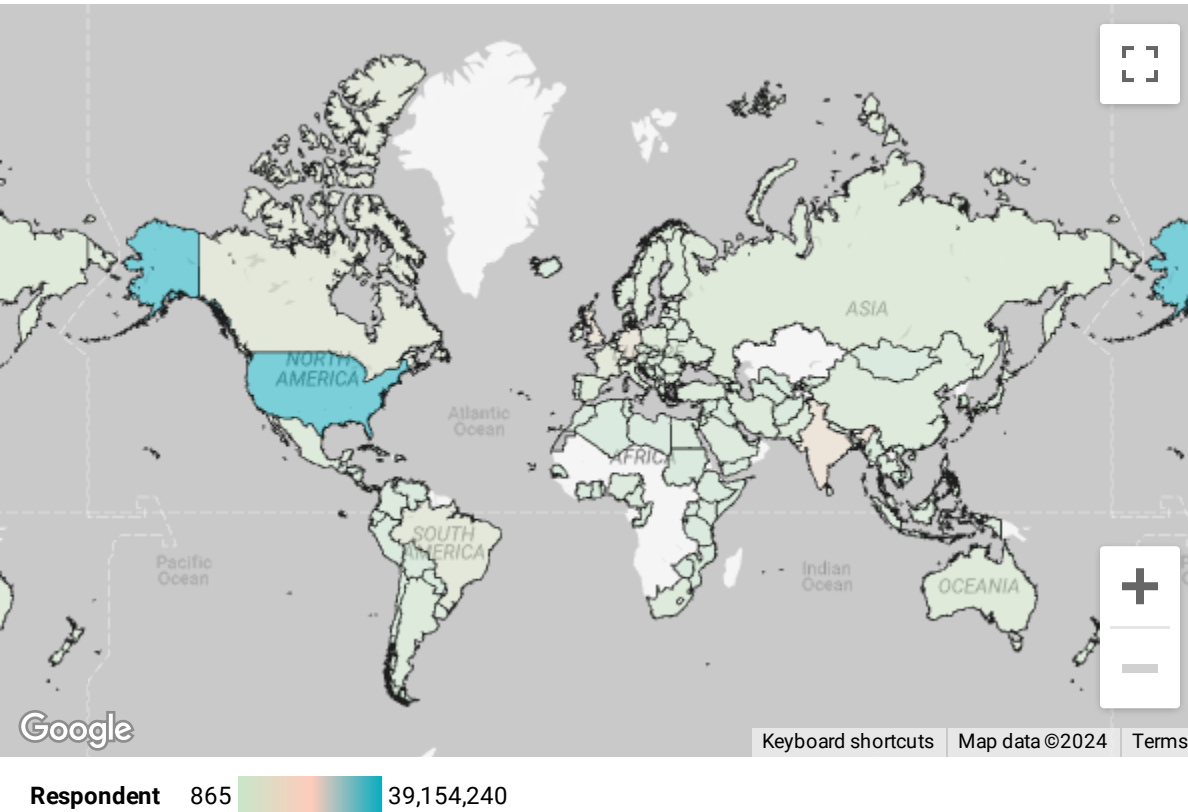 ASIA
NORTH
AMERICA
Atlantic
Ocean
AFRICA
SOUTH
AMERICA
Pacific
Ocean
Indian
Ocean
OCEANIA
Google
Keyboard shortcuts
Map data ©2024
Terms
Respondent 865 39,154,240